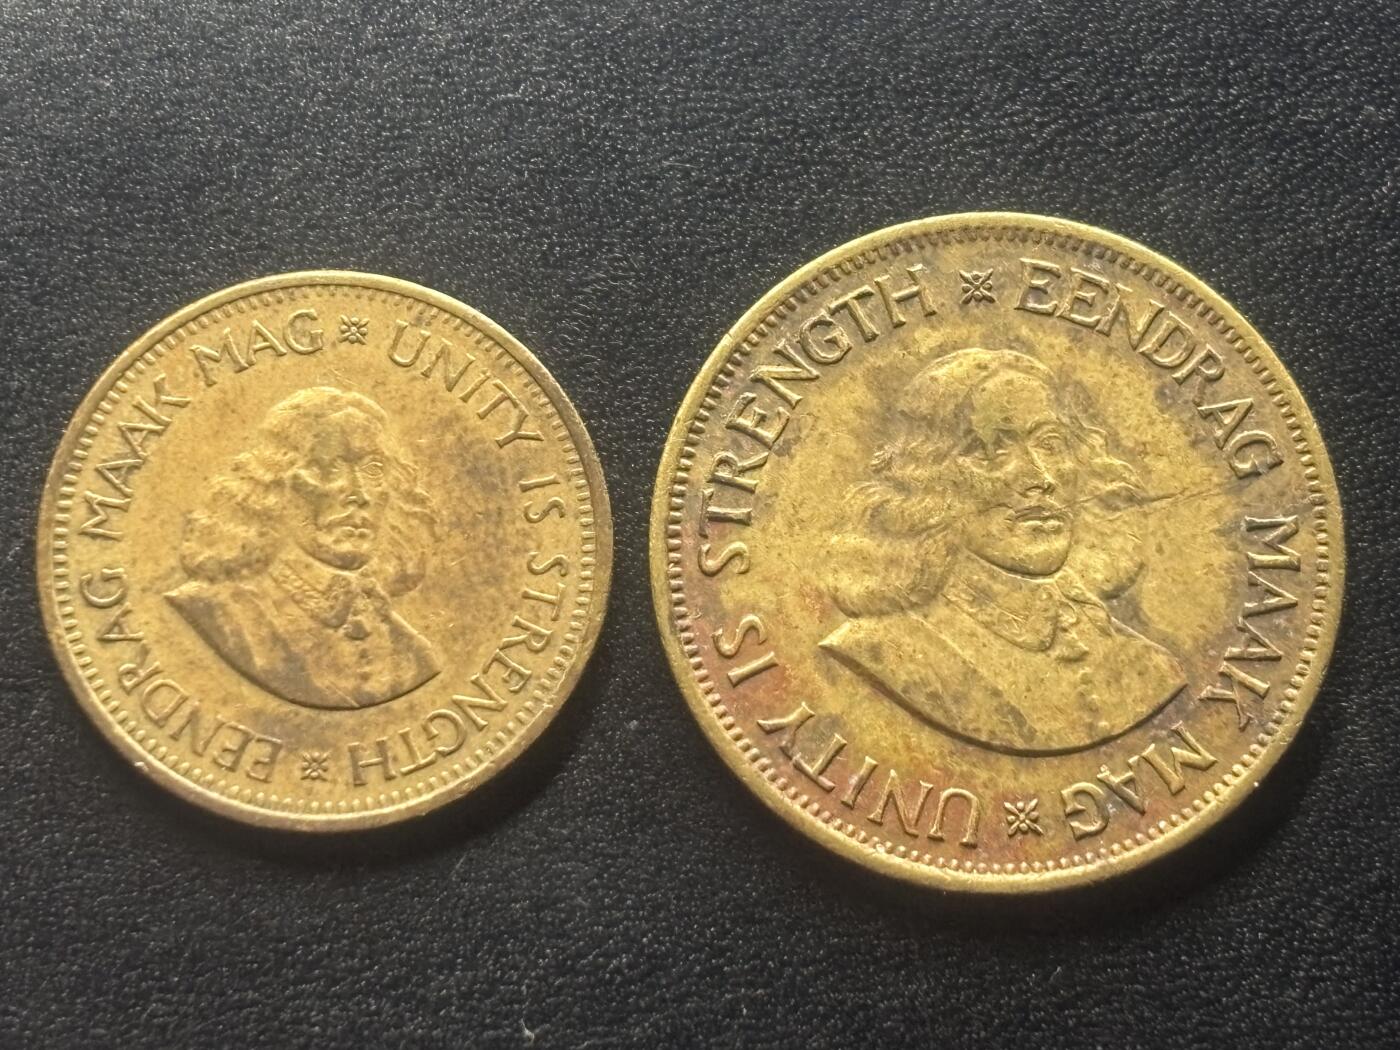 EENDRAG MAAK MAG ※ UNITY IS STRENGTH ※
UNITY IS STRENGTH ※ EENDRAG MAAK MAG ※